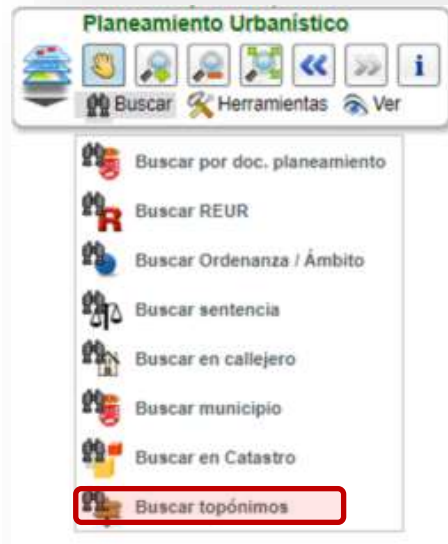 Planeamiento Urbanístico
i
Buscar Herramientas Ver
Buscar por doc. planeamiento
R Buscar REUR
Buscar Ordenanza / Ámbito
Buscar sentencia
Buscar en callejero
Buscar municipio
Buscar en Catastro
Buscar topónimos